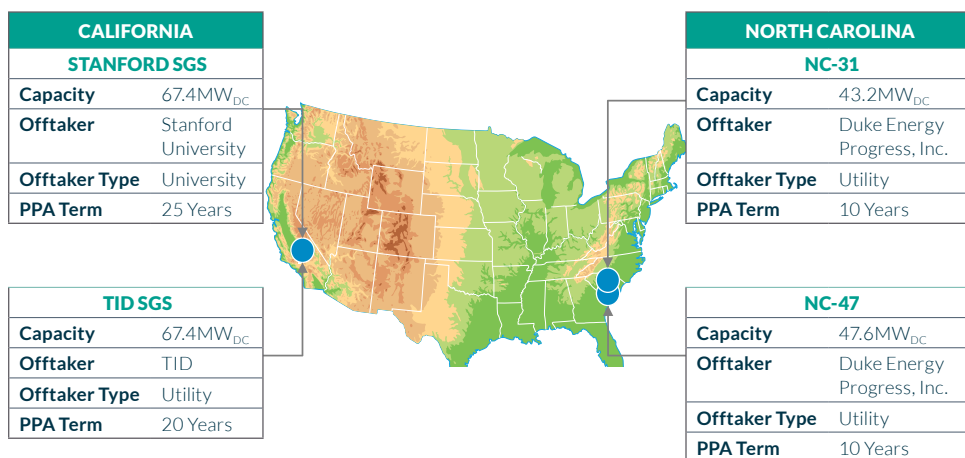 CALIFORNIA
STANFORD SGS
Capacity 67.4MWDC
Offtaker Stanford
University
Offtaker Type University
PPA Term 25 Years
TID SGS
Capacity 67.4MWDC
Offtaker TID
Offtaker Type Utility
PPA Term 20 Years
NORTH CAROLINA
NC-31
Capacity 43.2MWDC
Offtaker Duke Energy
Progress, Inc.
Offtaker Type Utility
PPA Term 10 Years
NC-47
Capacity 47.6MWDC
Offtaker Duke Energy
Progress, Inc.
Offtaker Type Utility
PPA Term 10 Years